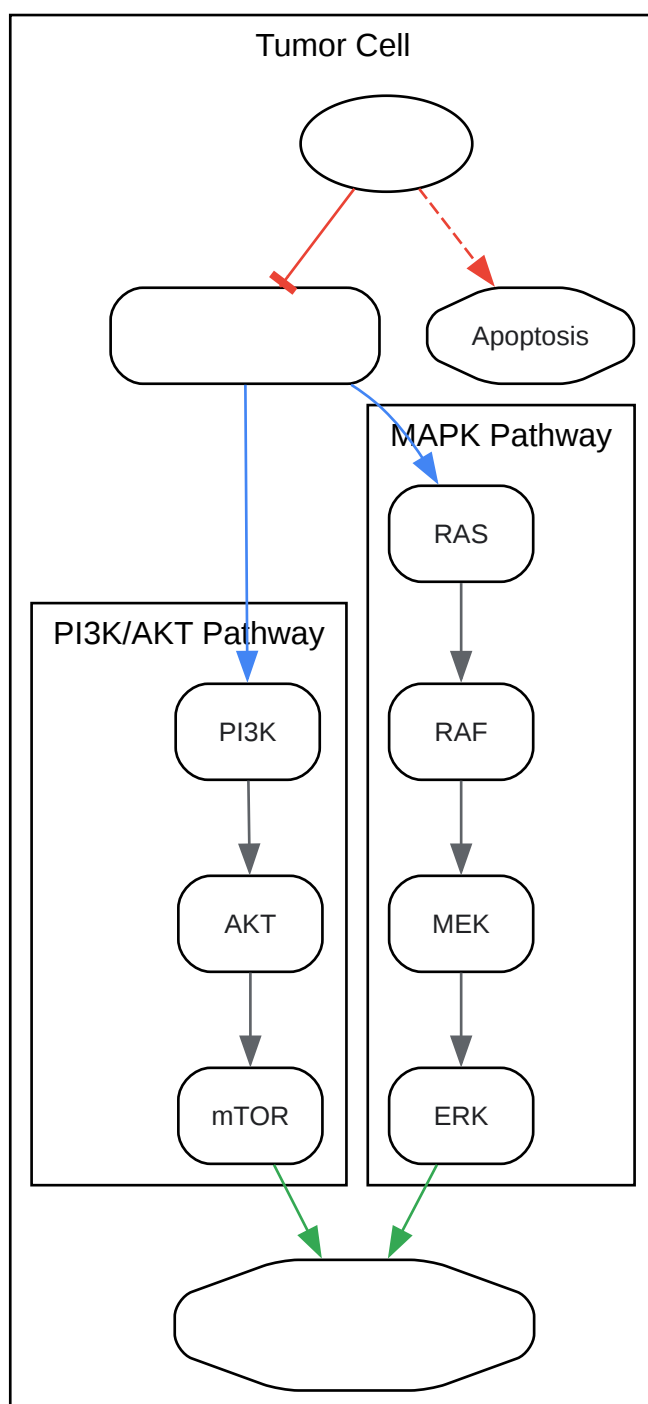 Tumor Cell
Apoptosis
MAPK Pathway
RAS
PI3K/AKT Pathway
PI3K
RAF
AKT
MEK
mTOR
ERK